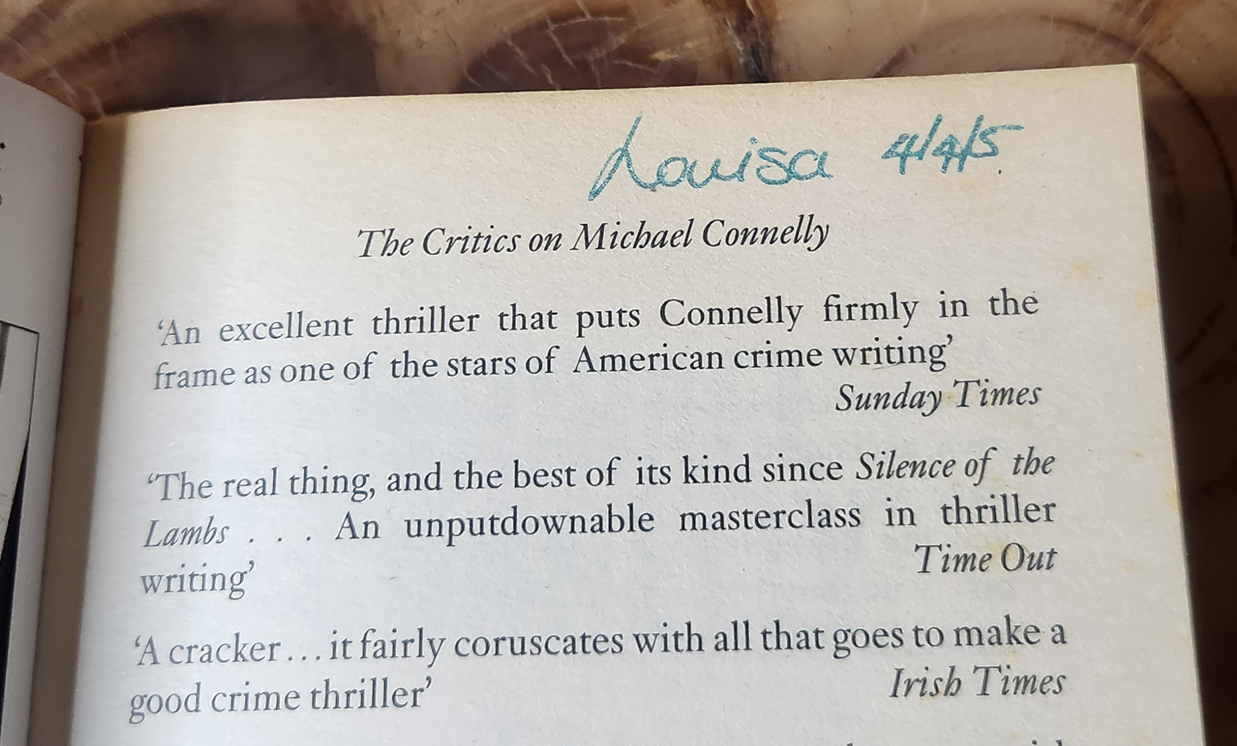 Louisa 4/4/5.
The Critics on Michael Connelly
‘An excellent thriller that puts Connelly firmly in the
frame as one of the stars of American crime writing’
Sunday Times
‘The real thing, and the best of its kind since Silence of the
Lambs . . . An unputdownable masterclass in thriller
writing’ Time Out
‘A cracker . . . it fairly coruscates with all that goes to make a
good crime thriller’ Irish Times